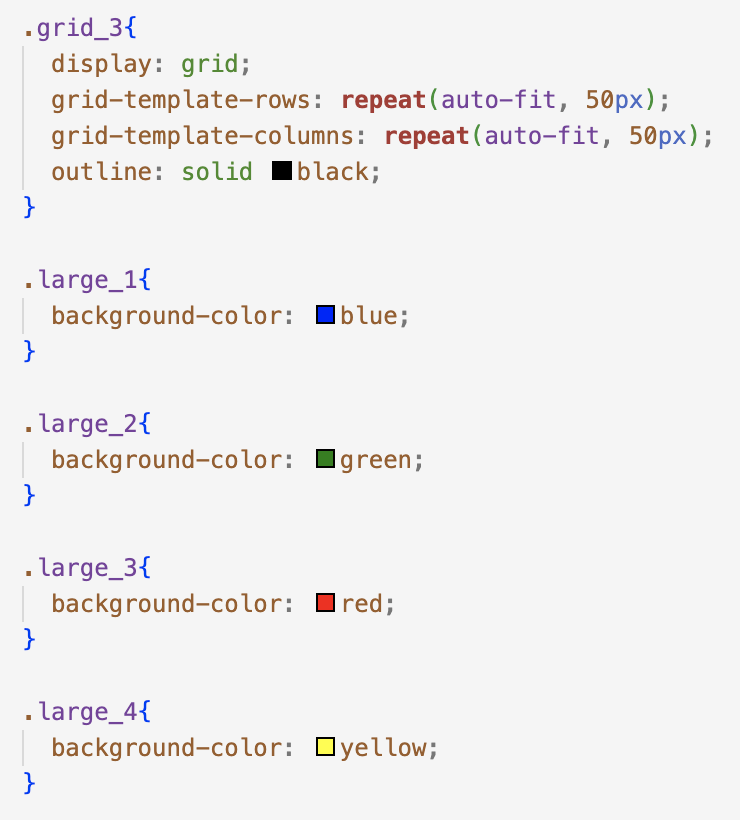 .grid_3{
display: grid;
grid-template-rows: repeat(auto-fit, 50px);
grid-template-columns: repeat(auto-fit, 50px);
outline: solid black;
}
.large_1{
background-color: blue;
}
.large_2{
background-color: green;
}
.large_3{
background-color: red;
}
.large_4{
background-color: yellow;
}